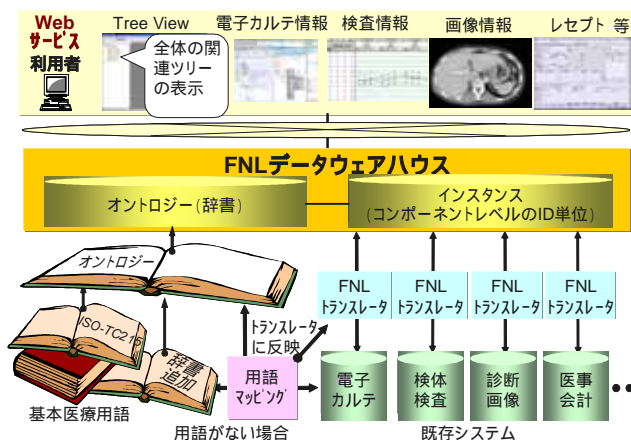 Web
サービス
利用者
Tree View
電子カルテ情報
検査情報
画像情報
レセプト 等
全体の関
連ツリー
の表示
FNLデータウェアハウス
オントロジー(辞書)
インスタンス
(コンポーネントレベルのID単位)
オントロジー
FNL
トランスレータ
FNL
トランスレータ
FNL
トランスレータ
FNL
トランスレータ
トランスレータ
に反映
ISO-TC215
辞書
追加
用語
マッピング
電子
カルテ
検体
検査
診断
画像
医事
会計
基本医療用語
用語がない場合
既存システム